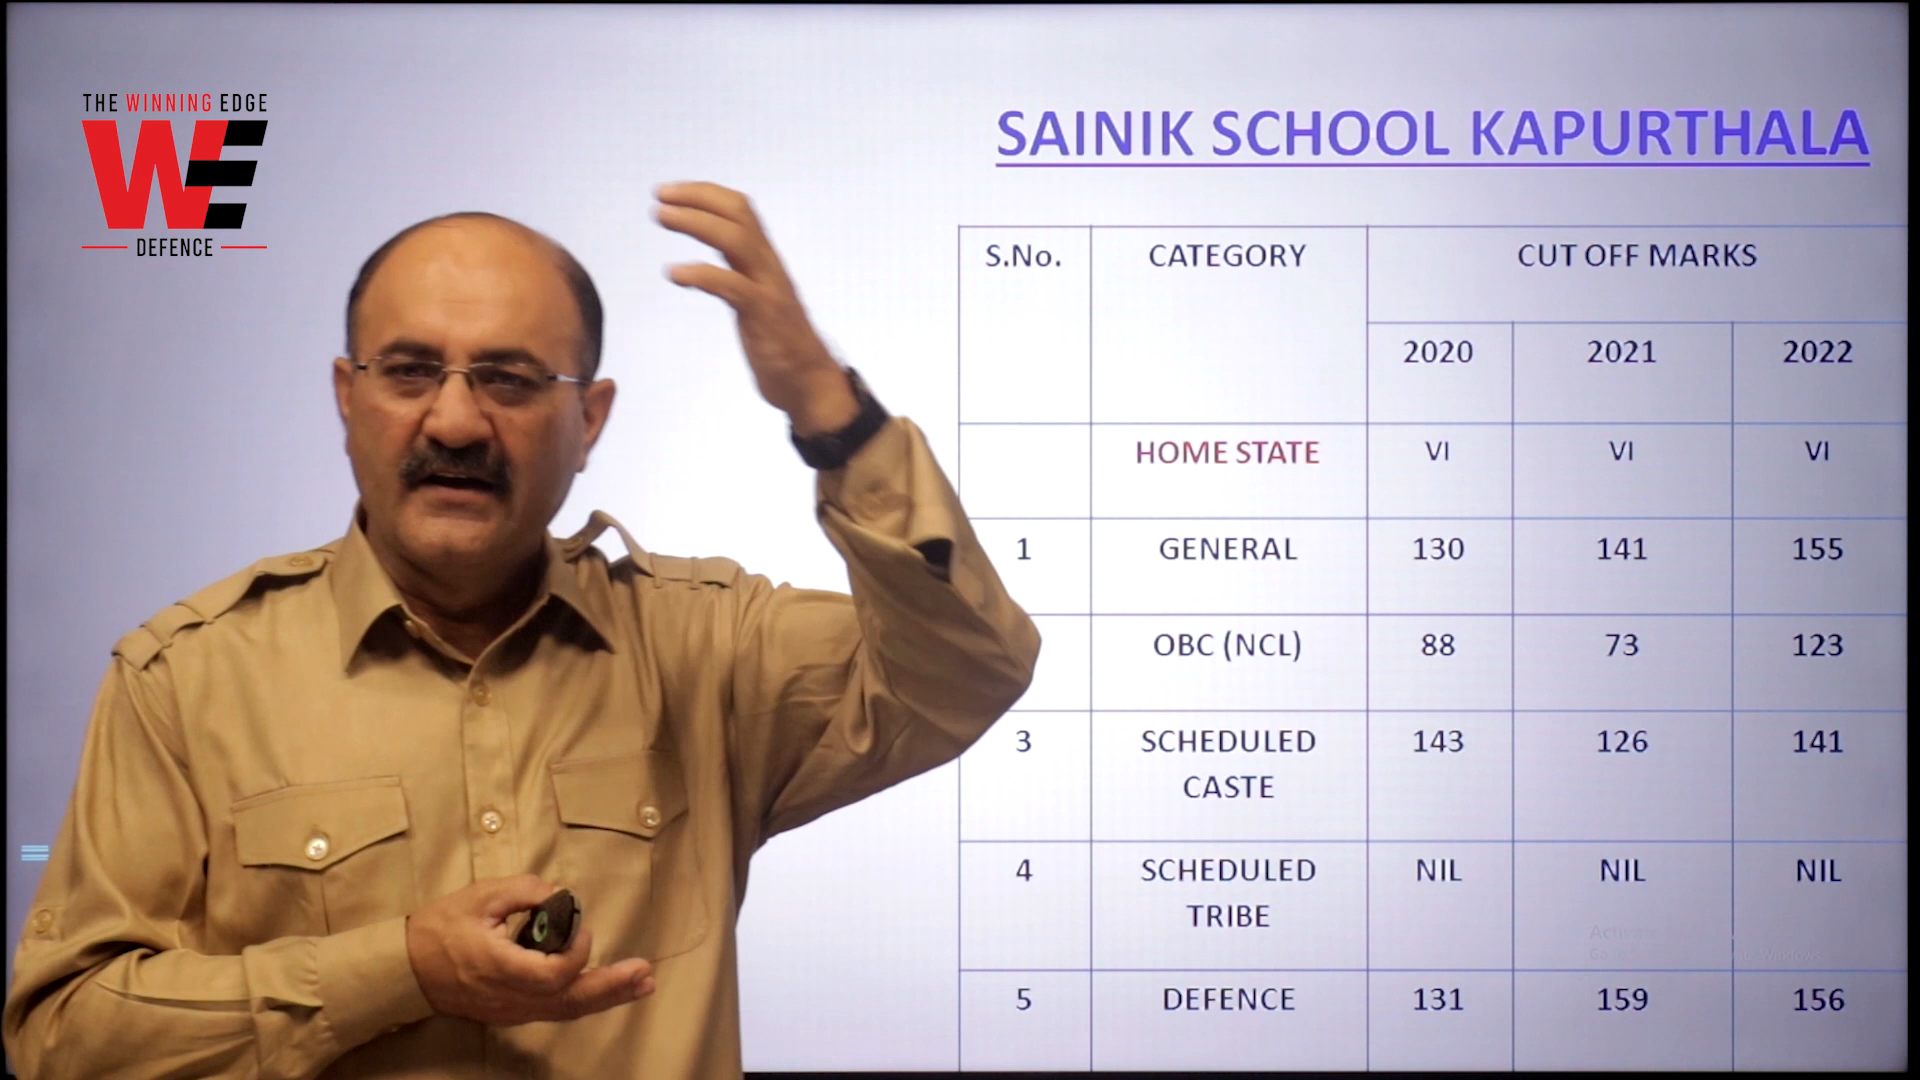 THE WINNING EDGE
WE
DEFENCE
SAINIK SCHOOL KAPURTHALA
S.No. CATEGORY CUT OFF MARKS
2020 2021 2022
HOME STATE VI VI VI
1 GENERAL 130 141 155
OBC (NCL) 88 73 123
3 SCHEDULED CASTE 143 126 141
4 SCHEDULED TRIBE NIL NIL NIL
5 DEFENCE 131 159 156